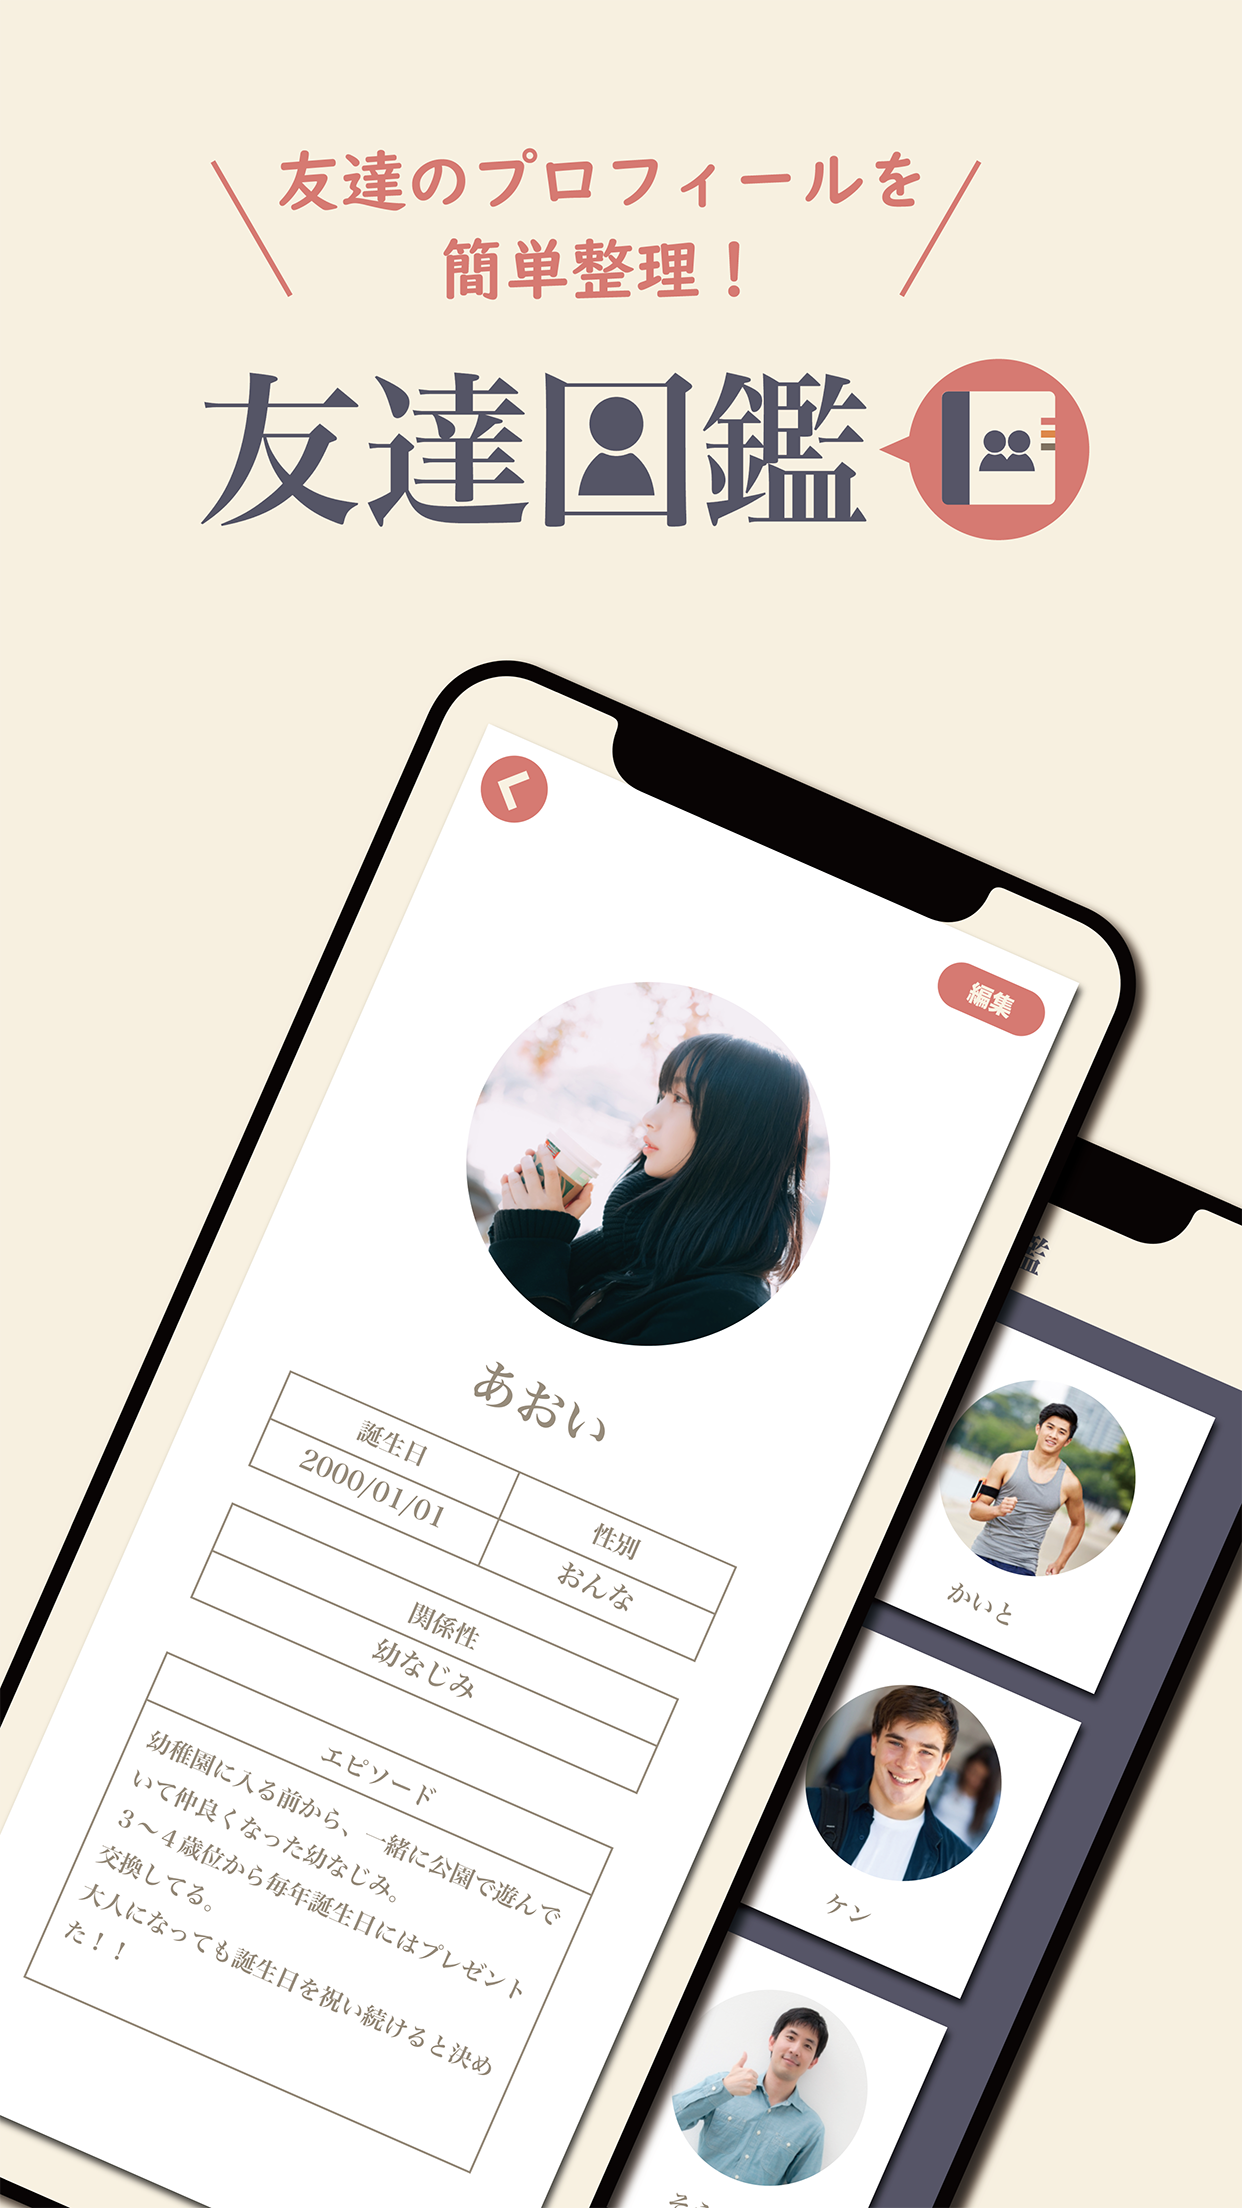 友達のプロフィールを
簡単整理！
友達図鑑
編集
あおい
誕生日
2000/01/01
性別
おんな
関係性
幼なじみ
エピソード
幼稚園に入る前から、一緒に公園で遊んで
いて仲良くなった幼なじみ。
３〜４歳位から毎年誕生日にはプレゼント
交換してる。
大人になっても誕生日を祝い続けると決め
た！！
鑑
かいと
ケン